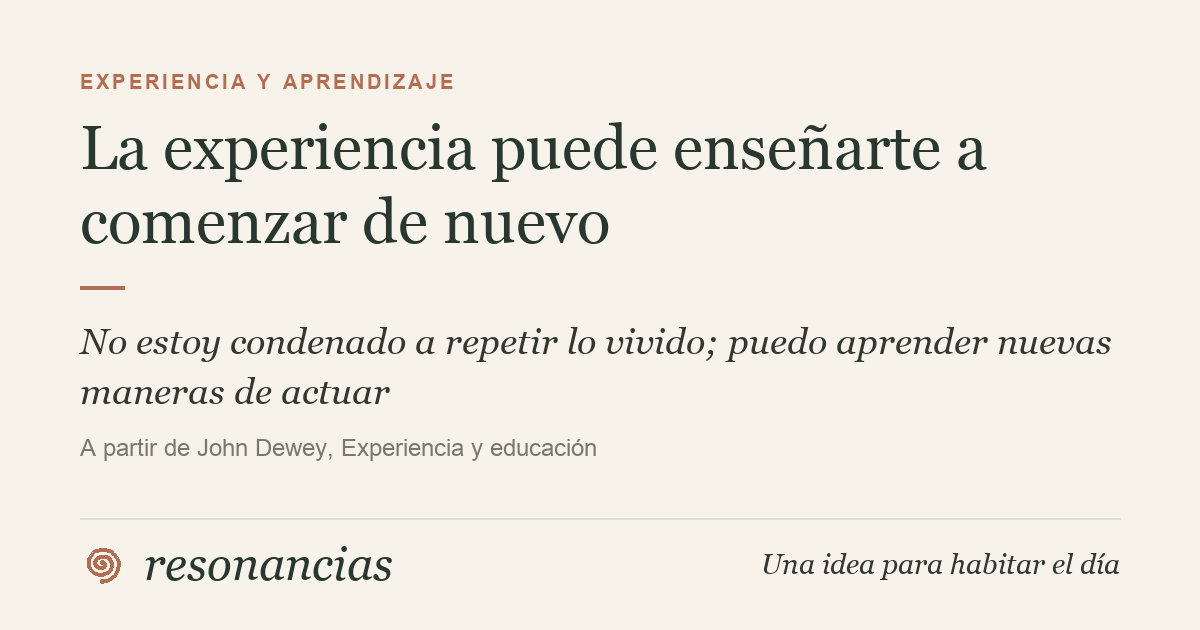 EXPERIENCIA Y APRENDIZAJE
La experiencia puede enseñarte a
comenzar de nuevo
No estoy condenado a repetir lo vivido; puedo aprender nuevas
maneras de actuar
A partir de John Dewey, Experiencia y educación
resonancias
Una idea para habitar el día